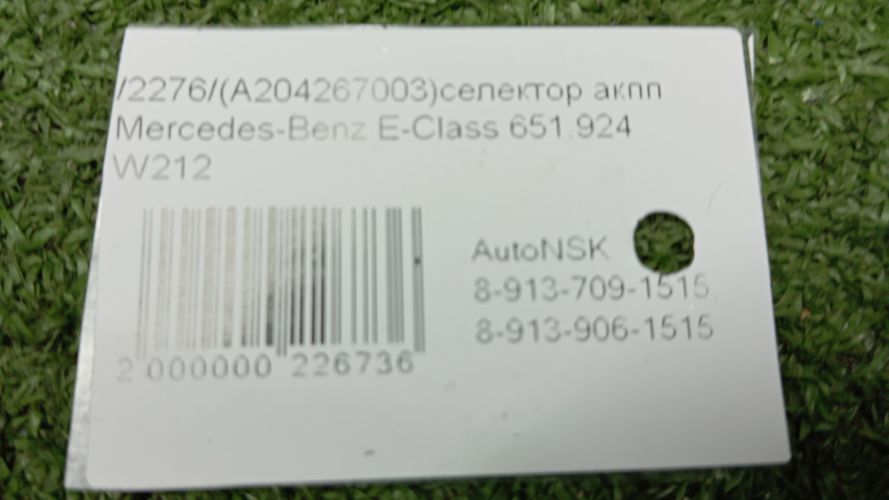 /2276/(A204267003)селектор акпп
Mercedes-Benz E-Class 651.924
W212
AutoNSK
8-913-709-1515
8-913-906-1515
2 000000 226736